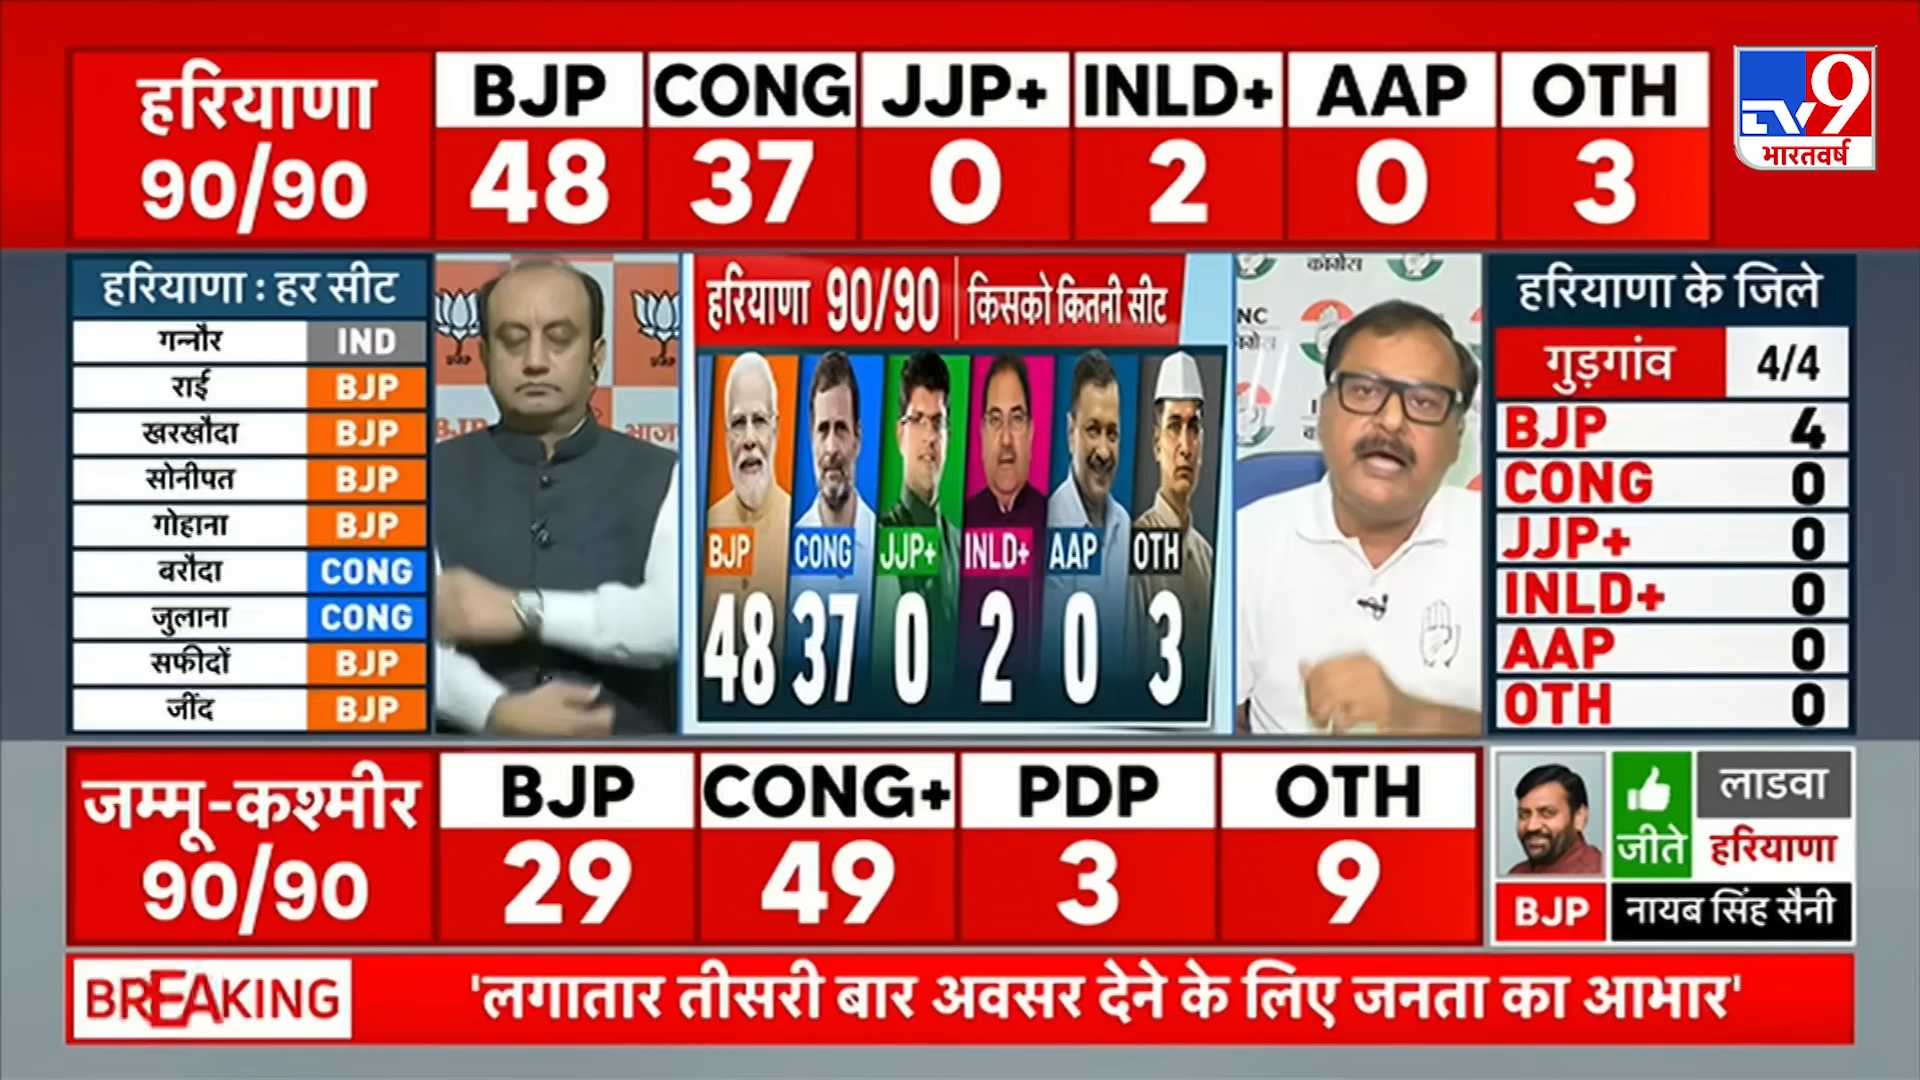 हरियाणा
90/90
BJP CONG JJP+ INLD+ AAP OTH
48 37 0 2 0 3
TV9
भारतवर्ष
हरियाणा : हर सीट
गन्नौर IND
राई BJP
खरखौदा BJP
सोनीपत BJP
गोहाना BJP
बरौदा CONG
जुलाना CONG
सफीदों BJP
जींद BJP
हरियाणा 90/90 किसको कितनी सीट
BJP CONG JJP+ INLD+ AAP OTH
48 37 0 2 0 3
कांग्रेस
NC
हरियाणा के जिले
गुड़गांव 4/4
BJP 4
CONG 0
JJP+ 0
INLD+ 0
AAP 0
OTH 0
जम्मू-कश्मीर
90/90
BJP CONG+ PDP OTH
29 49 3 9
जीते
लाडवा
हरियाणा
BJP नायब सिंह सैनी
BREAKING
'लगातार तीसरी बार अवसर देने के लिए जनता का आभार'